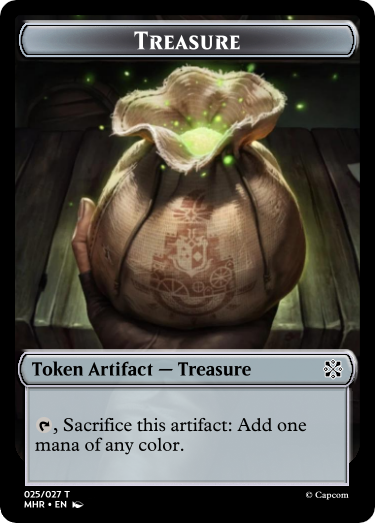 Treasure
Token Artifact — Treasure
, Sacrifice this artifact: Add one
mana of any color.
025/027 T
MHR • EN
© Capcom